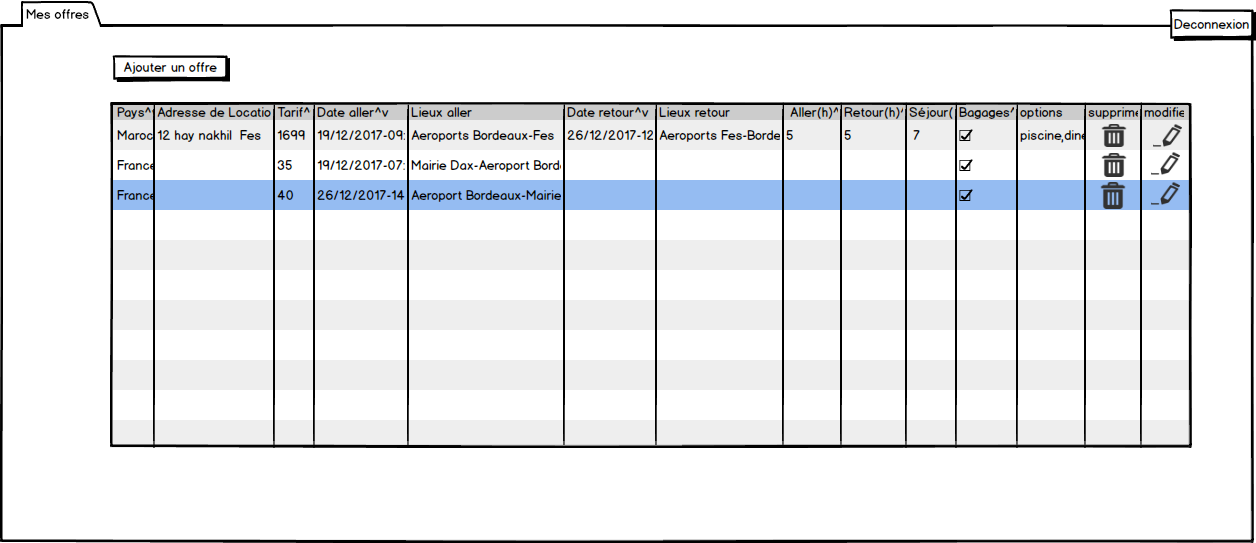 Mes offres
Deconnexion
Ajouter un offre
Pays^ Adresse de Locatio Tarif^ Date aller^v Lieux aller Date retour^v Lieux retour Aller(h)^ Retour(h)^ Séjour( Bagages^ options supprime modifie
Maroc 12 hay nakhil Fes 1699 19/12/2017-09: Aeroports Bordeaux-Fes 26/12/2017-12 Aeroports Fes-Borde 5 5 7 piscine,dine
France 35 19/12/2017-07: Mairie Dax-Aeroport Bord
France 40 26/12/2017-14 Aeroport Bordeaux-Mairie